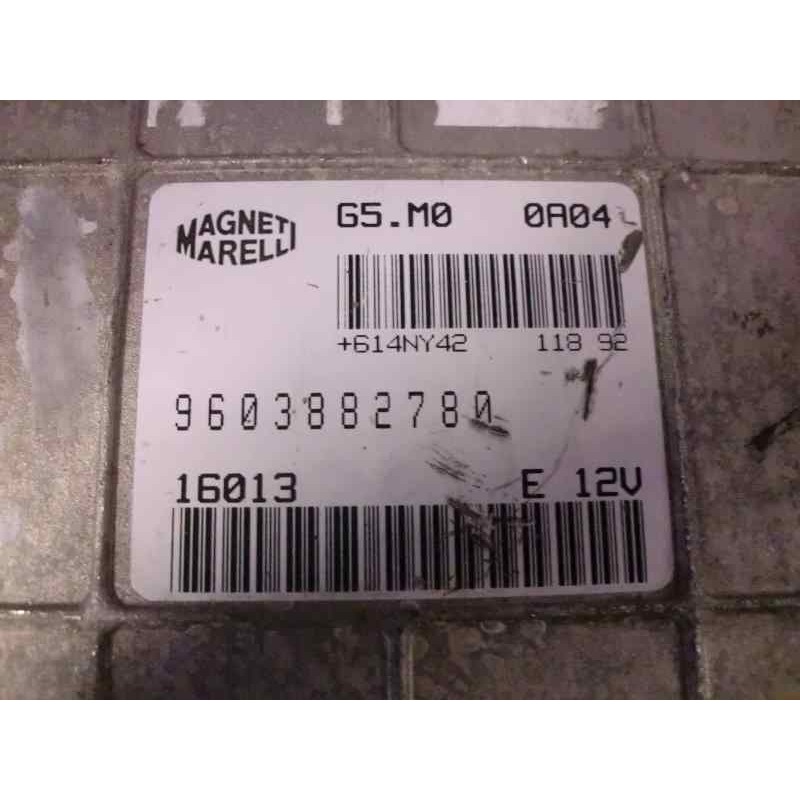 MAGNETI
MARELLI
G5.M0 0A04
+614NY42 118 92
9603882780
16013 E 12V